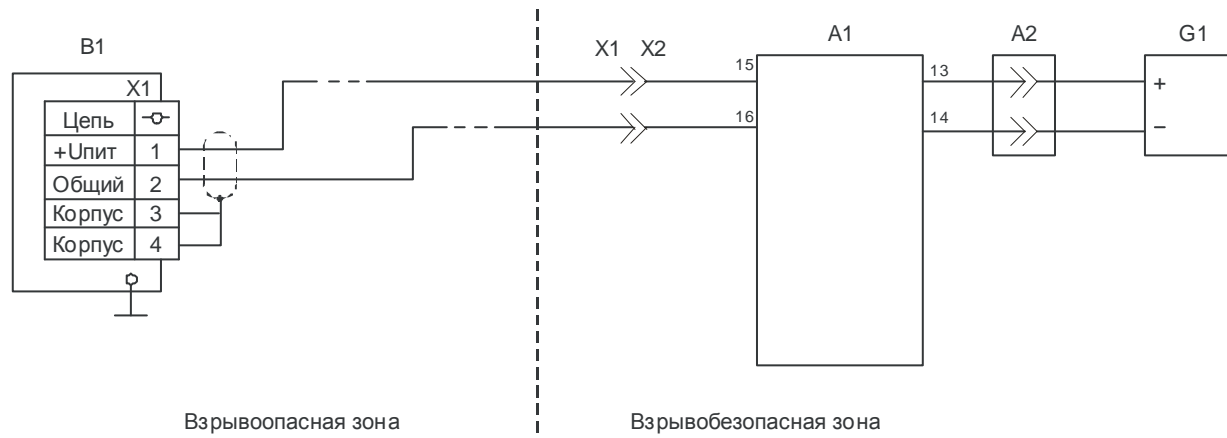 B1
X1 X2
A1
A2
G1
X1
Цепь
+Uпит 1
Общий 2
Корпус 3
Корпус 4
15
16
13
14
+
−
Взрывоопасная зона
Взрывобезопасная зона